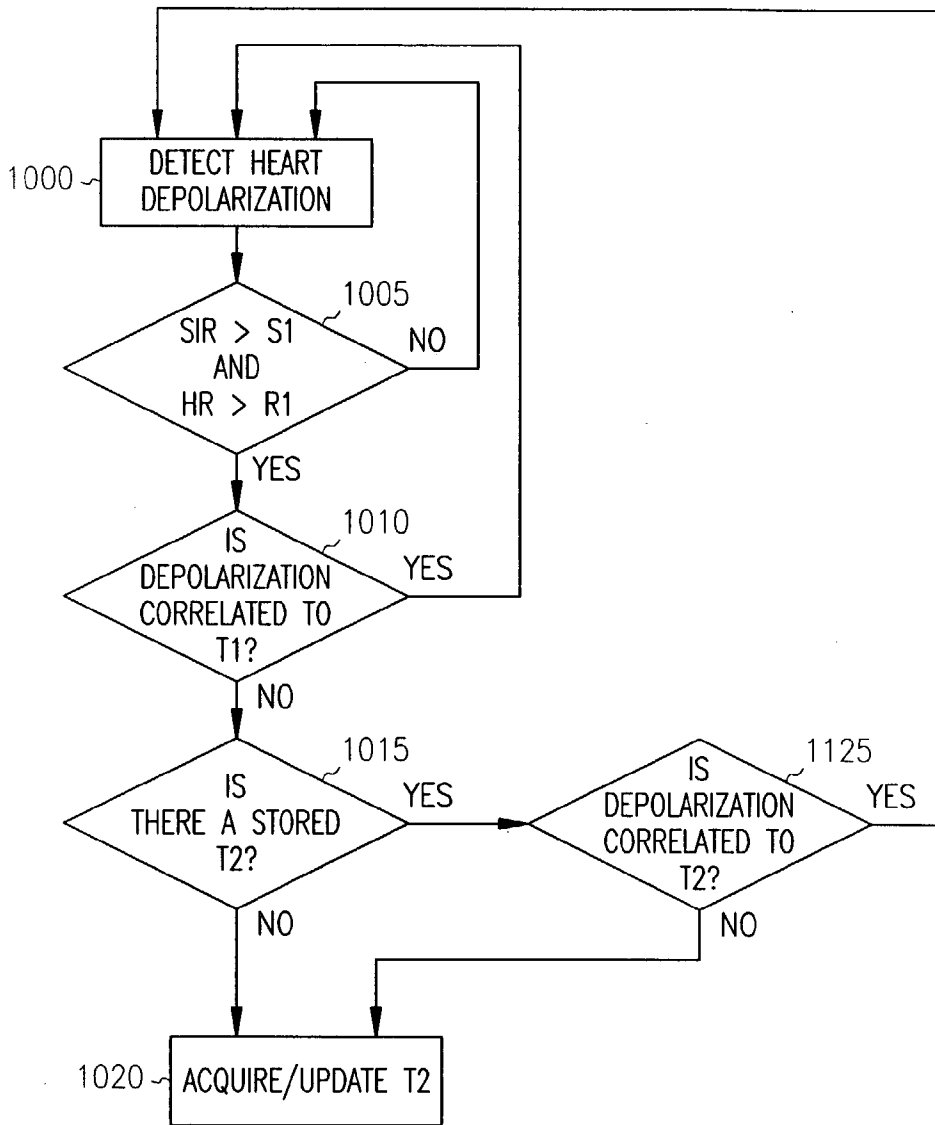 1000
DETECT HEART
DEPOLARIZATION
1005
SIR > S1
AND
HR > R1
NO
YES
1010
IS
DEPOLARIZATION
CORRELATED TO
T1?
YES
NO
1015
IS
THERE A STORED
T2?
YES
NO
1125
IS
DEPOLARIZATION
CORRELATED TO
T2?
YES
NO
1020
ACQUIRE/UPDATE T2